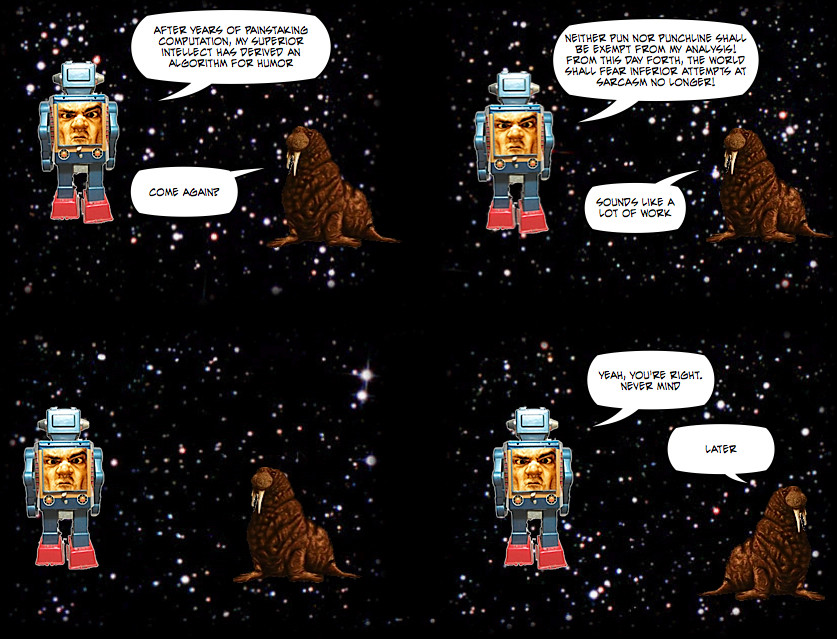 AFTER YEARS OF PAINSTAKING
COMPUTATION, MY SUPERIOR
INTELLECT HAS DERIVED AN
ALGORITHM FOR HUMOR
COME AGAIN?
NEITHER PUN NOR PUNCHLINE SHALL
BE EXEMPT FROM MY ANALYSIS!
FROM THIS DAY FORTH, THE WORLD
SHALL FEAR INFERIOR ATTEMPTS AT
SARCASM NO LONGER!
SOUNDS LIKE A
LOT OF WORK
YEAH, YOU'RE RIGHT.
NEVER MIND
LATER